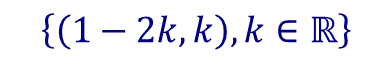 {(1 − 2k, k), k ∈ ℝ}